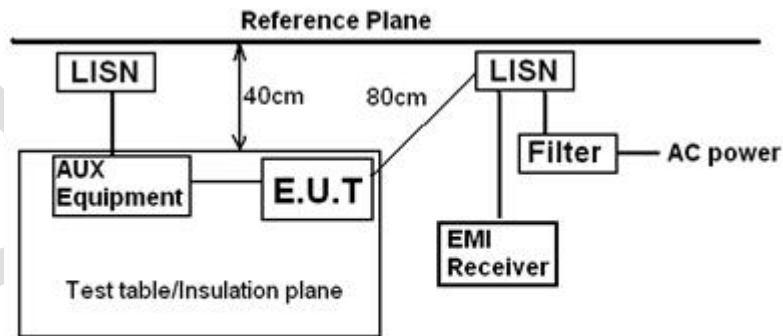 Reference Plane
LISN
40cm
80cm
LISN
Filter
AC power
AUX
Equipment
E.U.T
EMI
Receiver
Test table/Insulation plane